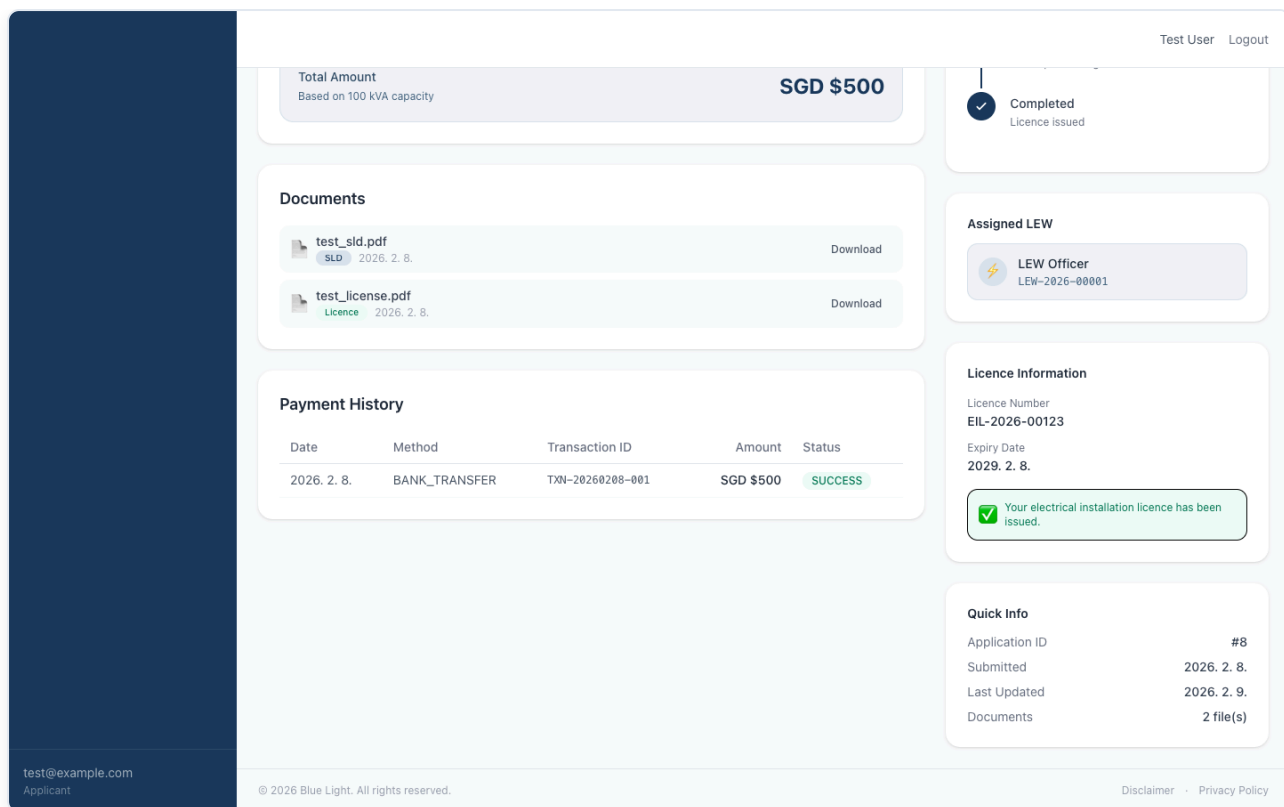 Test User
Logout
Total Amount
Based on 100 kVA capacity
SGD $500
Documents
test_sld.pdf
SLD 2026. 2. 8.
Download
test_license.pdf
Licence 2026. 2. 8.
Download
Payment History
Date Method Transaction ID Amount Status
2026. 2. 8. BANK_TRANSFER TXN-20260208-001 SGD $500 SUCCESS
Completed
Licence issued
Assigned LEW
LEW Officer
LEW-2026-00001
Licence Information
Licence Number
EIL-2026-00123
Expiry Date
2029. 2. 8.
Your electrical installation licence has been
issued.
Quick Info
Application ID #8
Submitted 2026. 2. 8.
Last Updated 2026. 2. 9.
Documents 2 file(s)
test@example.com
Applicant
© 2026 Blue Light. All rights reserved.
Disclaimer · Privacy Policy